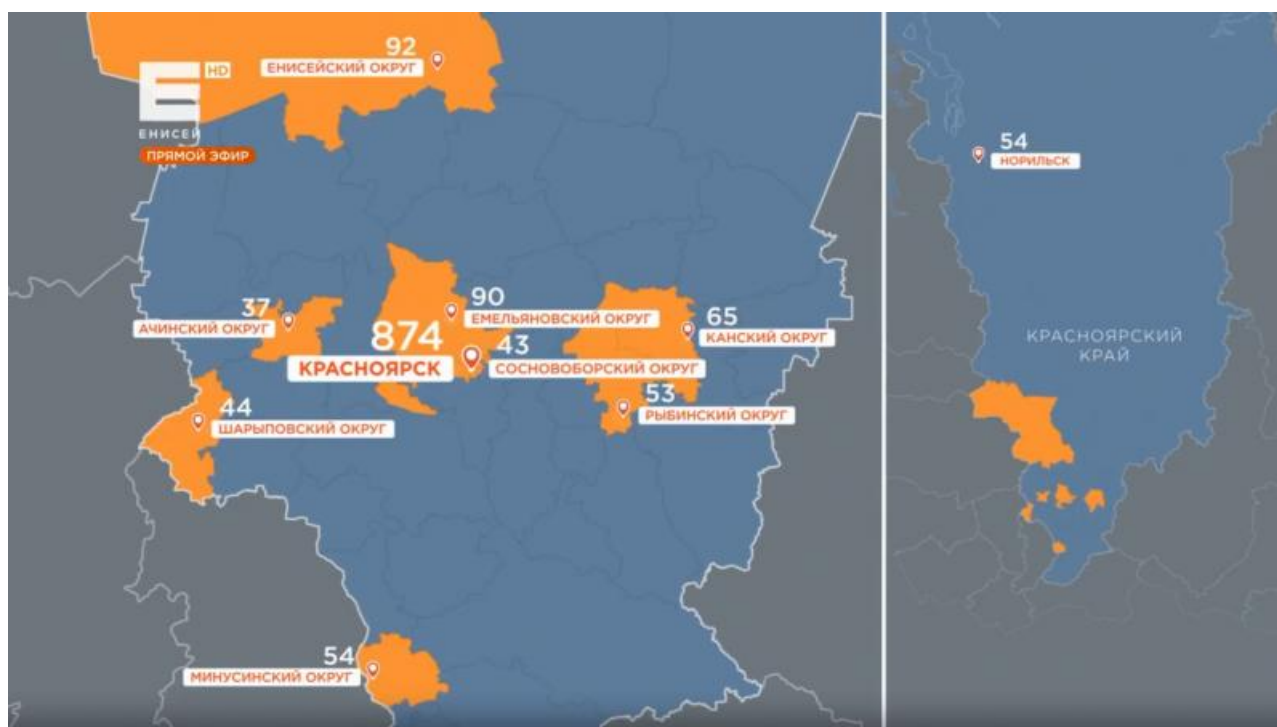 92
ЕНИСЕЙСКИЙ ОКРУГ
HD
ЕНИСЕЙ
ПРЯМОЙ ЭФИР
37
АЧИНСКИЙ ОКРУГ
90
ЕМЕЛЬЯНОВСКИЙ ОКРУГ
874
КРАСНОЯРСК
43
СОСНОВОБОРСКИЙ ОКРУГ
65
КАНСКИЙ ОКРУГ
53
РЫБИНСКИЙ ОКРУГ
44
ШАРЫПОВСКИЙ ОКРУГ
54
МИНУСИНСКИЙ ОКРУГ
54
НОРИЛЬСК
КРАСНОЯРСКИЙ
КРАЙ